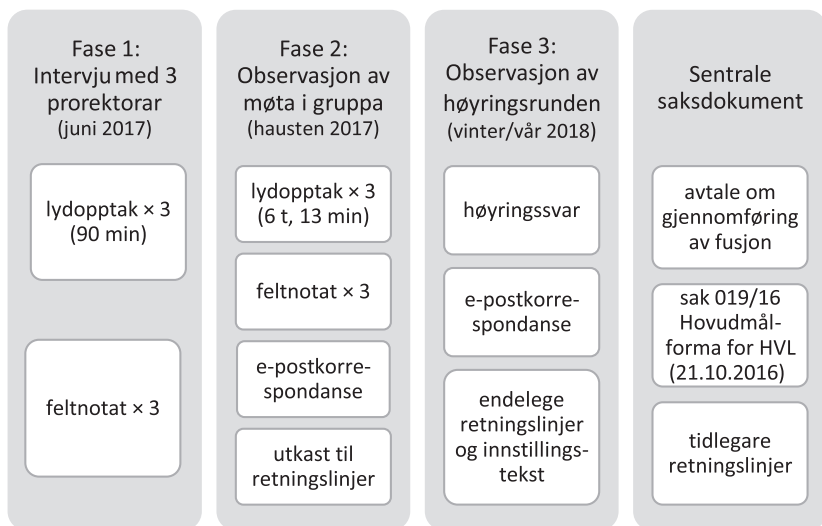 Fase 1:
Intervju med 3
prorektorar
(juni 2017)
lydopptak × 3
(90 min)
feltnotat × 3
Fase 2:
Observasjon av
møta i gruppa
(hausten 2017)
lydopptak × 3
(6 t, 13 min)
feltnotat × 3
e-postkorre-
spondanse
utkast til
retningslinjer
Fase 3:
Observasjon av
høyringsrunden
(vinter/vår 2018)
høyringssvar
e-postkorre-
spondanse
endelege
retningslinjer
og innstillings-
tekst
Sentrale
saksdokument
avtale om
gjennomføring
av fusjon
sak 019/16
Hovudmål-
forma for HVL
(21.10.2016)
tidlegare
retningslinjer